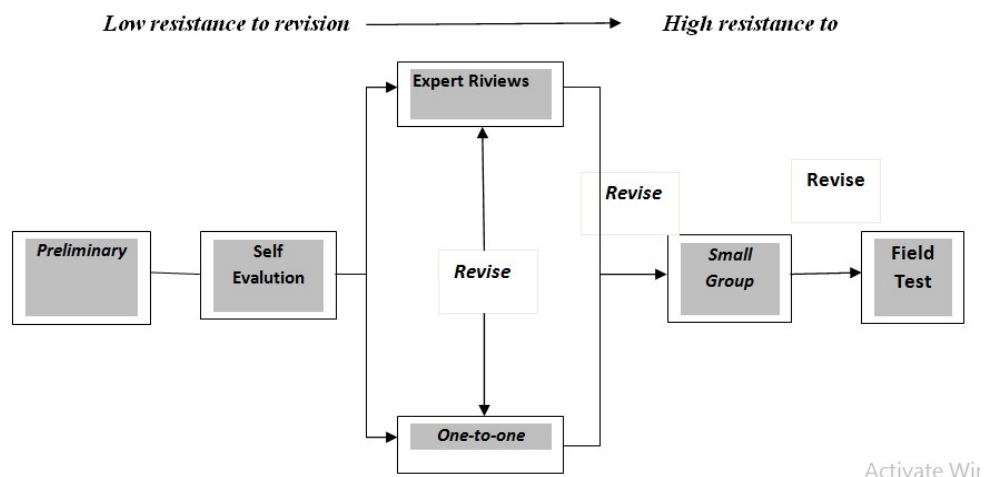 Low resistance to revision
High resistance to
Expert Riviews
Revise
Revise
Preliminary
Self
Evalution
Revise
Small
Group
Field
Test
One-to-one
Activate Win